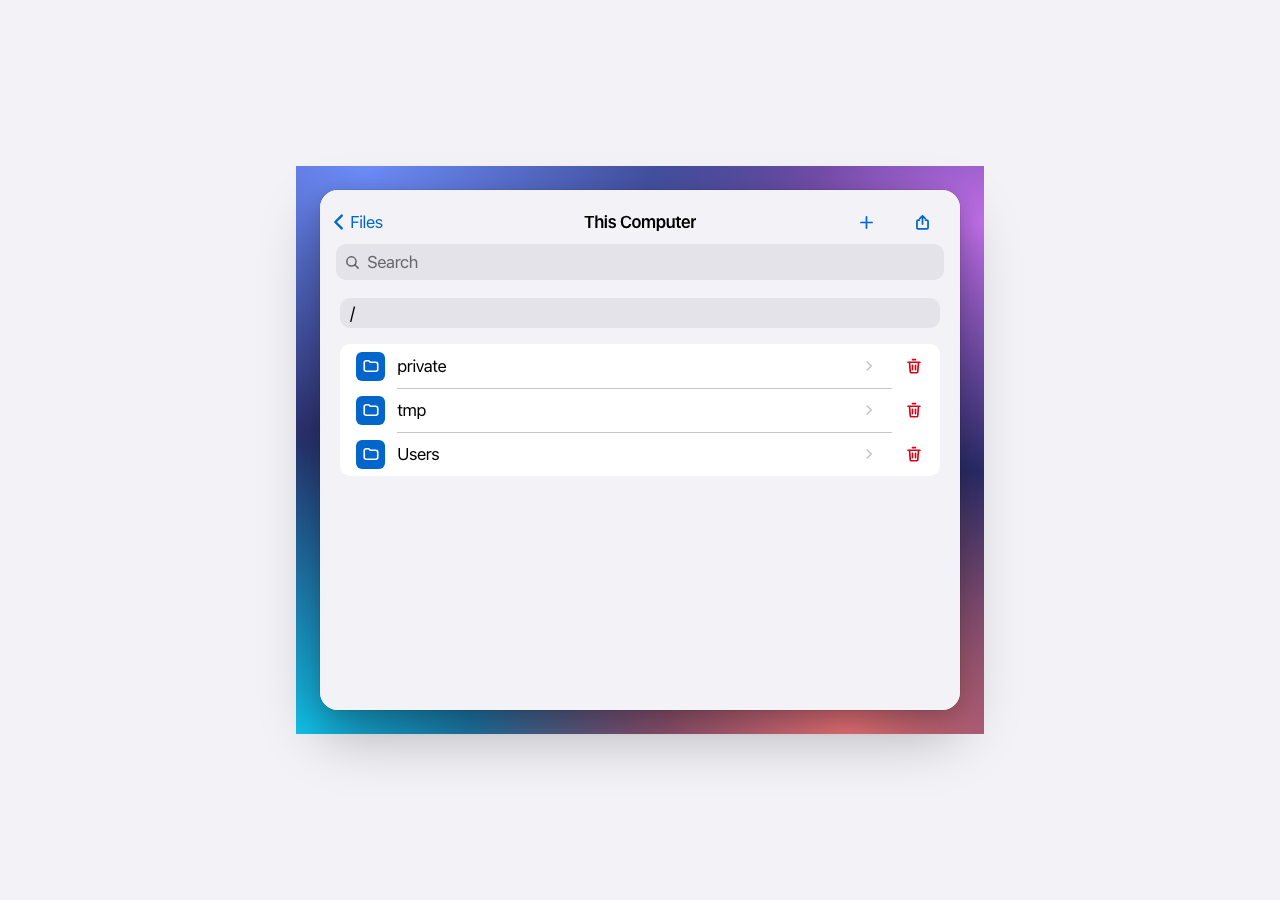 Files
This Computer
Search
/
private
tmp
Users